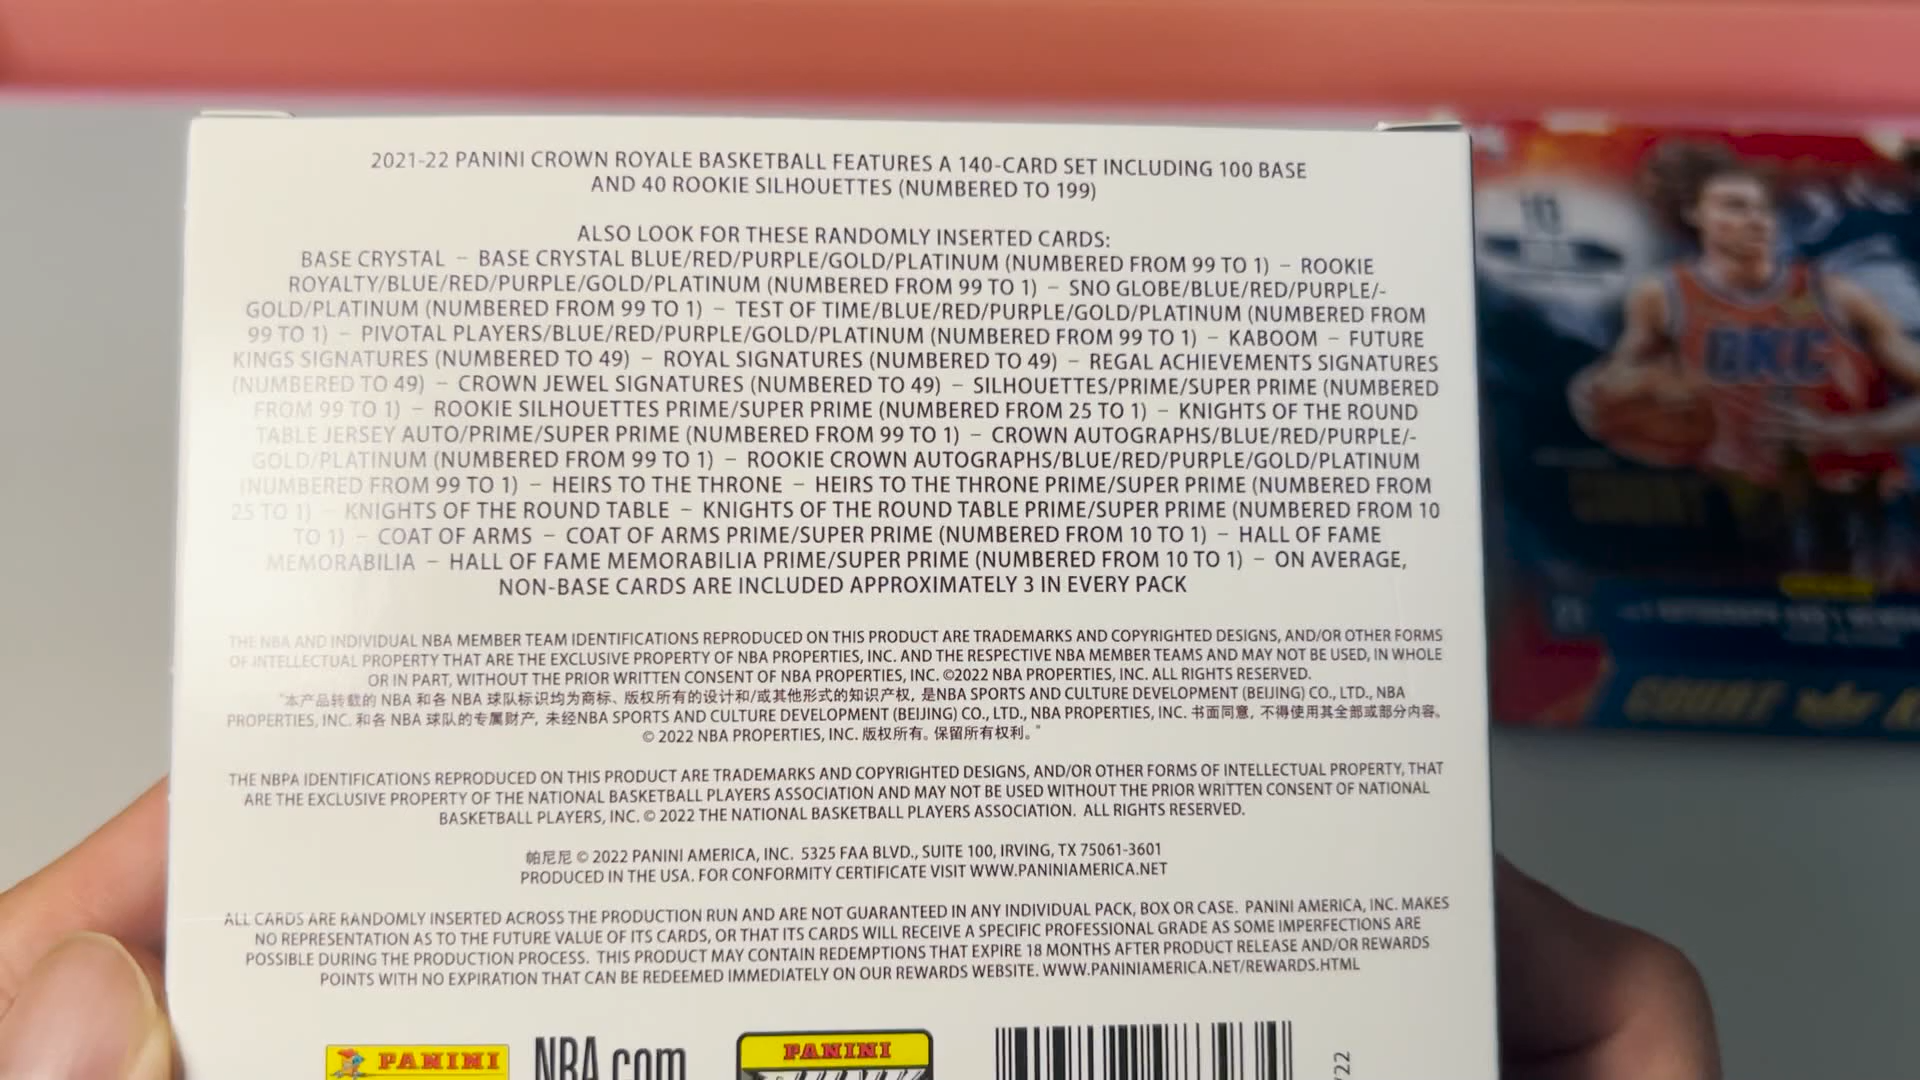 2021-22 PANINI CROWN ROYALE BASKETBALL FEATURES A 140-CARD SET INCLUDING 100 BASE
AND 40 ROOKIE SILHOUETTES (NUMBERED TO 199)
ALSO LOOK FOR THESE RANDOMLY INSERTED CARDS:
BASE CRYSTAL – BASE CRYSTAL BLUE/RED/PURPLE/GOLD/PLATINUM (NUMBERED FROM 99 TO 1) – ROOKIE
ROYALTY/BLUE/RED/PURPLE/GOLD/PLATINUM (NUMBERED FROM 99 TO 1) – SNO GLOBE/BLUE/RED/PURPLE/-
GOLD/PLATINUM (NUMBERED FROM 99 TO 1) – TEST OF TIME/BLUE/RED/PURPLE/GOLD/PLATINUM (NUMBERED FROM
99 TO 1) – PIVOTAL PLAYERS/BLUE/RED/PURPLE/GOLD/PLATINUM (NUMBERED FROM 99 TO 1) – KABOOM – FUTURE
KINGS SIGNATURES (NUMBERED TO 49) – ROYAL SIGNATURES (NUMBERED TO 49) – REGAL ACHIEVEMENTS SIGNATURES
(NUMBERED TO 49) – CROWN JEWEL SIGNATURES (NUMBERED TO 49) – SILHOUETTES/PRIME/SUPER PRIME (NUMBERED
FROM 99 TO 1) – ROOKIE SILHOUETTES PRIME/SUPER PRIME (NUMBERED FROM 25 TO 1) – KNIGHTS OF THE ROUND
TABLE JERSEY AUTO/PRIME/SUPER PRIME (NUMBERED FROM 99 TO 1) – CROWN AUTOGRAPHS/BLUE/RED/PURPLE/-
GOLD/PLATINUM (NUMBERED FROM 99 TO 1) – ROOKIE CROWN AUTOGRAPHS/BLUE/RED/PURPLE/GOLD/PLATINUM
(NUMBERED FROM 99 TO 1) – HEIRS TO THE THRONE – HEIRS TO THE THRONE PRIME/SUPER PRIME (NUMBERED FROM
25 TO 1) – KNIGHTS OF THE ROUND TABLE – KNIGHTS OF THE ROUND TABLE PRIME/SUPER PRIME (NUMBERED FROM 10
TO 1) – COAT OF ARMS – COAT OF ARMS PRIME/SUPER PRIME (NUMBERED FROM 10 TO 1) – HALL OF FAME
MEMORABILIA – HALL OF FAME MEMORABILIA PRIME/SUPER PRIME (NUMBERED FROM 10 TO 1) – ON AVERAGE,
NON-BASE CARDS ARE INCLUDED APPROXIMATELY 3 IN EVERY PACK
THE NBA AND INDIVIDUAL NBA MEMBER TEAM IDENTIFICATIONS REPRODUCED ON THIS PRODUCT ARE TRADEMARKS AND COPYRIGHTED DESIGNS, AND/OR OTHER FORMS
OF INTELLECTUAL PROPERTY THAT ARE THE EXCLUSIVE PROPERTY OF NBA PROPERTIES, INC. AND THE RESPECTIVE NBA MEMBER TEAMS AND MAY NOT BE USED, IN WHOLE
OR IN PART, WITHOUT THE PRIOR WRITTEN CONSENT OF NBA PROPERTIES, INC. ©2022 NBA PROPERTIES, INC. ALL RIGHTS RESERVED.
"本产品转载的 NBA 和各 NBA 球队标识均为商标、版权所有的设计和/或其他形式的知识产权, 是NBA SPORTS AND CULTURE DEVELOPMENT (BEIJING) CO., LTD., NBA
PROPERTIES, INC. 和各 NBA 球队的专属财产, 未经NBA SPORTS AND CULTURE DEVELOPMENT (BEIJING) CO., LTD., NBA PROPERTIES, INC. 书面同意, 不得使用其全部或部分内容。
© 2022 NBA PROPERTIES, INC. 版权所有。保留所有权利。"
THE NBPA IDENTIFICATIONS REPRODUCED ON THIS PRODUCT ARE TRADEMARKS AND COPYRIGHTED DESIGNS, AND/OR OTHER FORMS OF INTELLECTUAL PROPERTY, THAT
ARE THE EXCLUSIVE PROPERTY OF THE NATIONAL BASKETBALL PLAYERS ASSOCIATION AND MAY NOT BE USED WITHOUT THE PRIOR WRITTEN CONSENT OF NATIONAL
BASKETBALL PLAYERS, INC. © 2022 THE NATIONAL BASKETBALL PLAYERS ASSOCIATION. ALL RIGHTS RESERVED.
帕尼尼 © 2022 PANINI AMERICA, INC. 5325 FAA BLVD., SUITE 100, IRVING, TX 75061-3601
PRODUCED IN THE USA. FOR CONFORMITY CERTIFICATE VISIT WWW.PANINIAMERICA.NET
ALL CARDS ARE RANDOMLY INSERTED ACROSS THE PRODUCTION RUN AND ARE NOT GUARANTEED IN ANY INDIVIDUAL PACK, BOX OR CASE. PANINI AMERICA, INC. MAKES
NO REPRESENTATION AS TO THE FUTURE VALUE OF ITS CARDS, OR THAT ITS CARDS WILL RECEIVE A SPECIFIC PROFESSIONAL GRADE AS SOME IMPERFECTIONS ARE
POSSIBLE DURING THE PRODUCTION PROCESS. THIS PRODUCT MAY CONTAIN REDEMPTIONS THAT EXPIRE 18 MONTHS AFTER PRODUCT RELEASE AND/OR REWARDS
POINTS WITH NO EXPIRATION THAT CAN BE REDEEMED IMMEDIATELY ON OUR REWARDS WEBSITE. WWW.PANINIAMERICA.NET/REWARDS.HTML
PANINI
NBA.com
PANINI
OKC
10
COURT